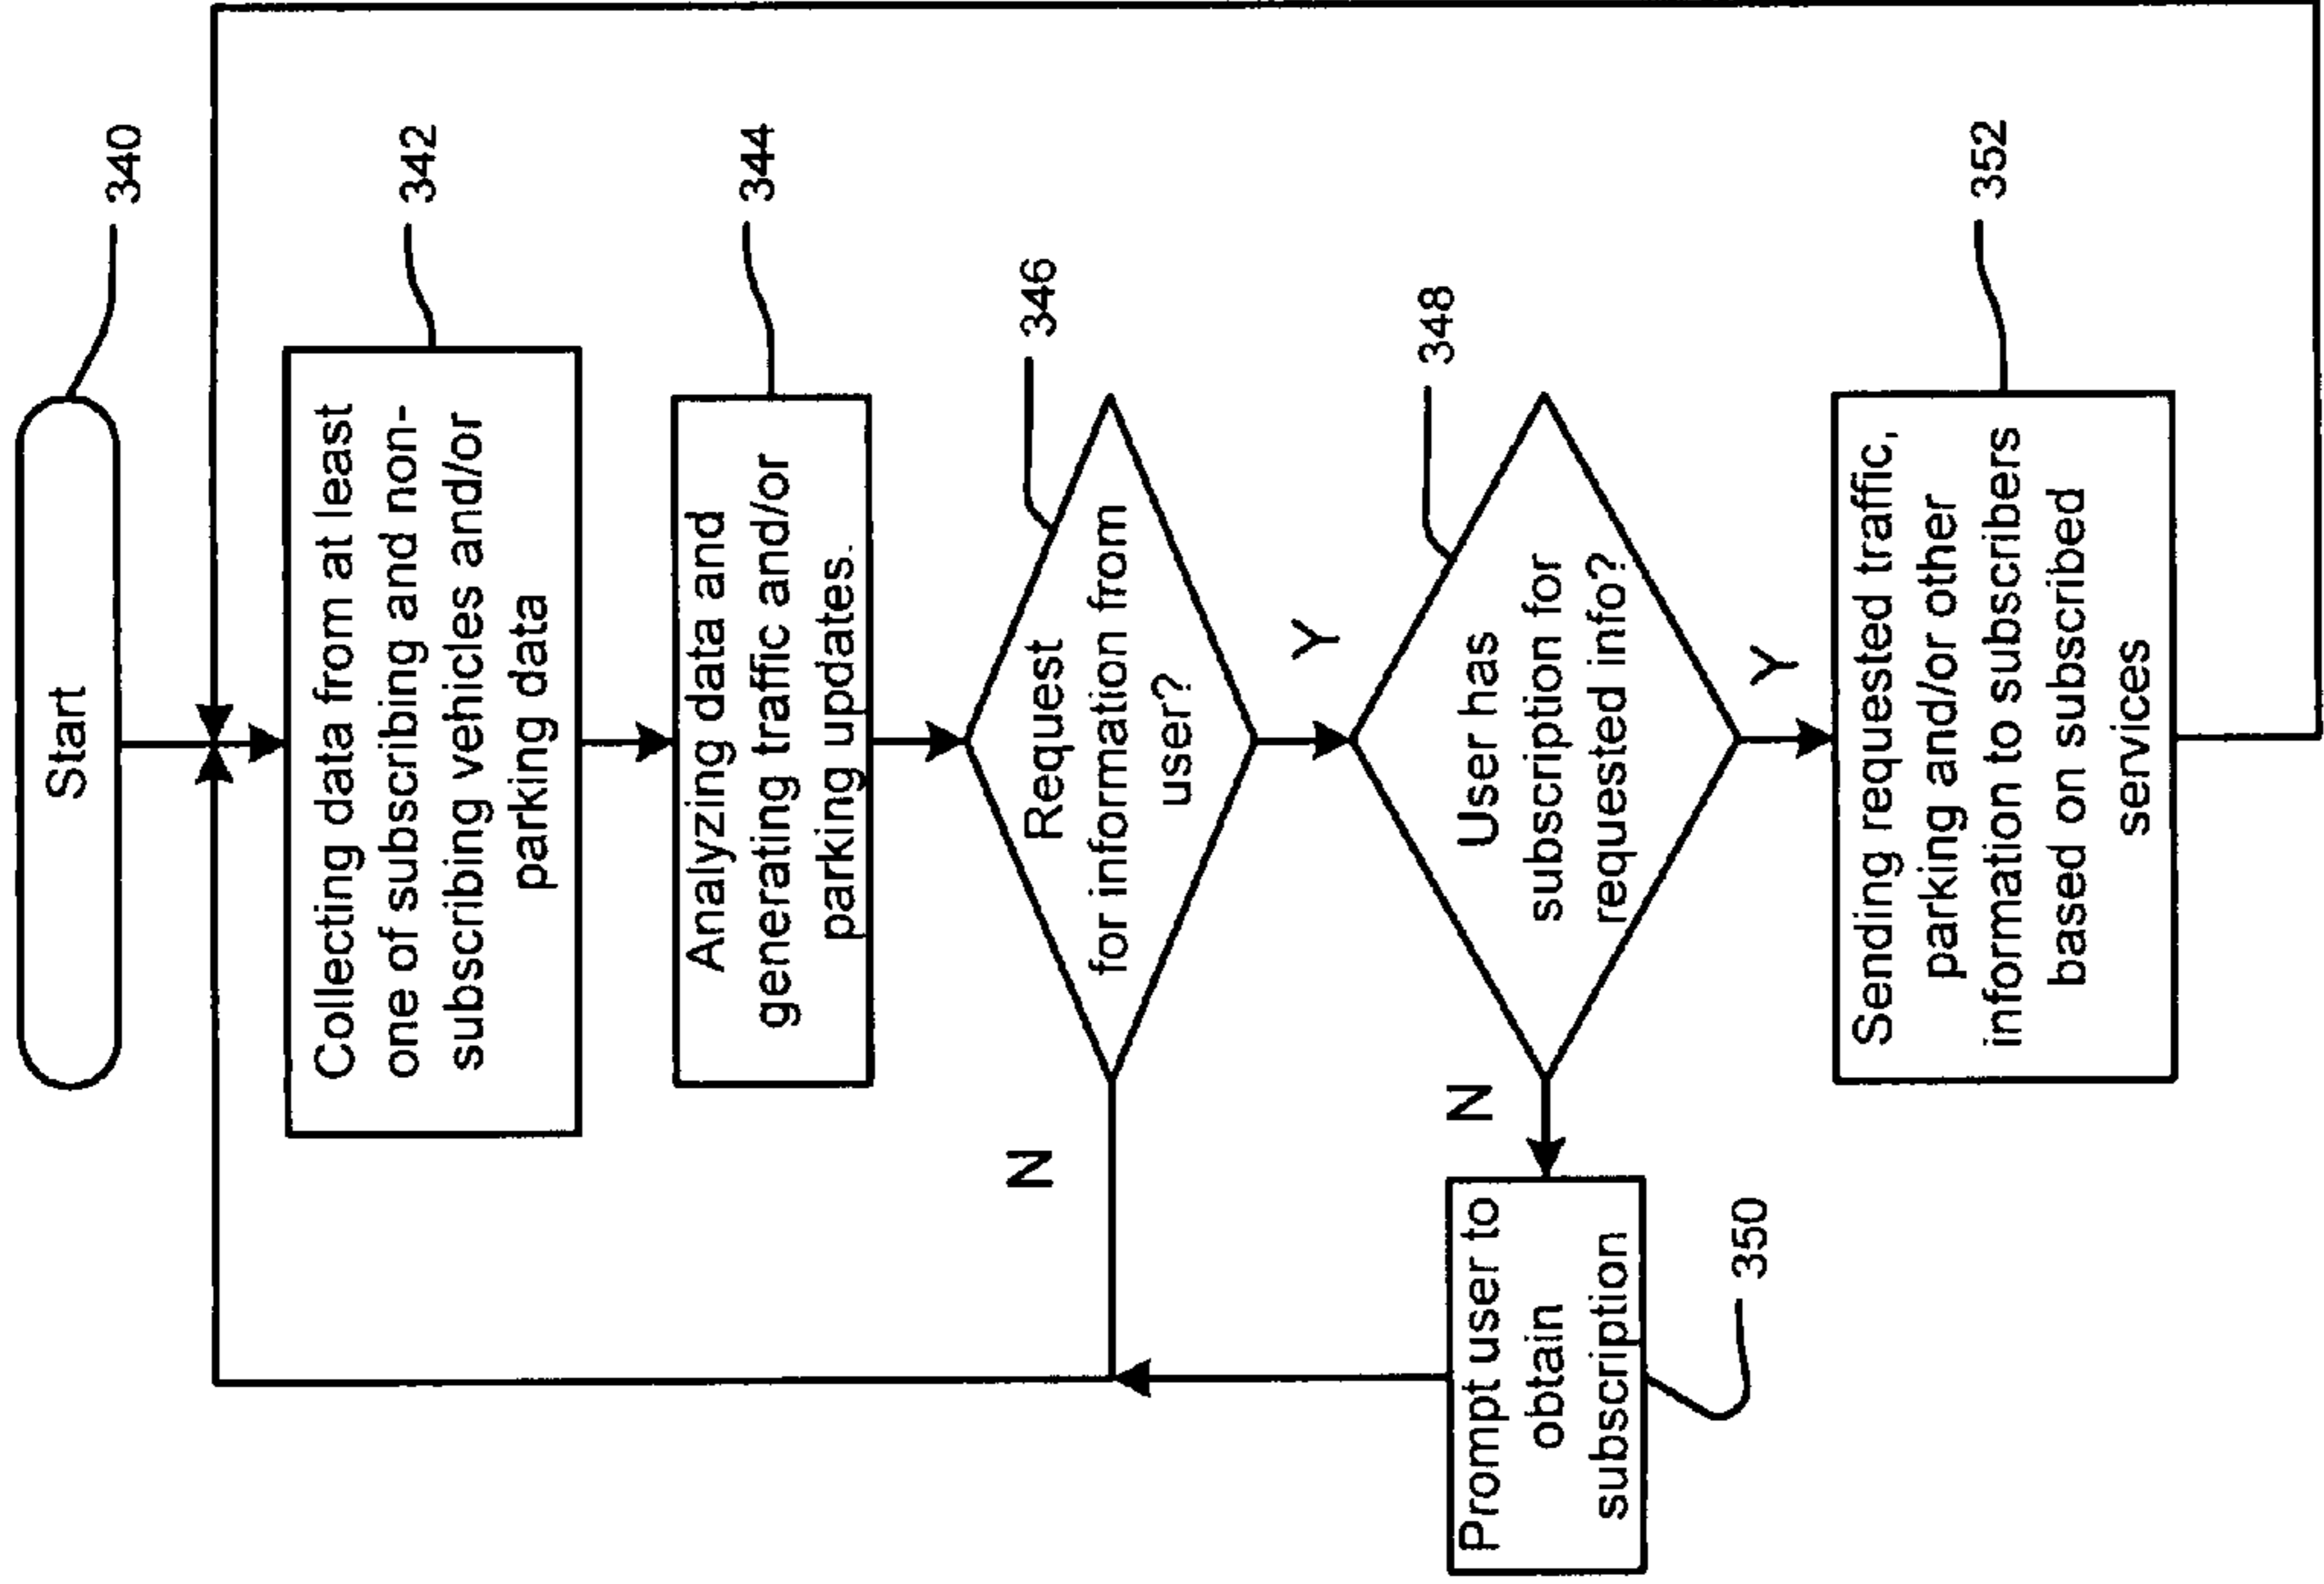 Start
340
Collecting data from at least
one of subscribing and non-
subscribing vehicles and/or
parking data
342
Analyzing data and
generating traffic and/or
parking updates.
344
Request
for information from
user?
346
N
Y
User has
subscription for
requested info?
348
N
Y
Prompt user to
obtain
subscription
350
Sending requested traffic,
parking and/or other
information to subscribers
based on subscribed
services
352